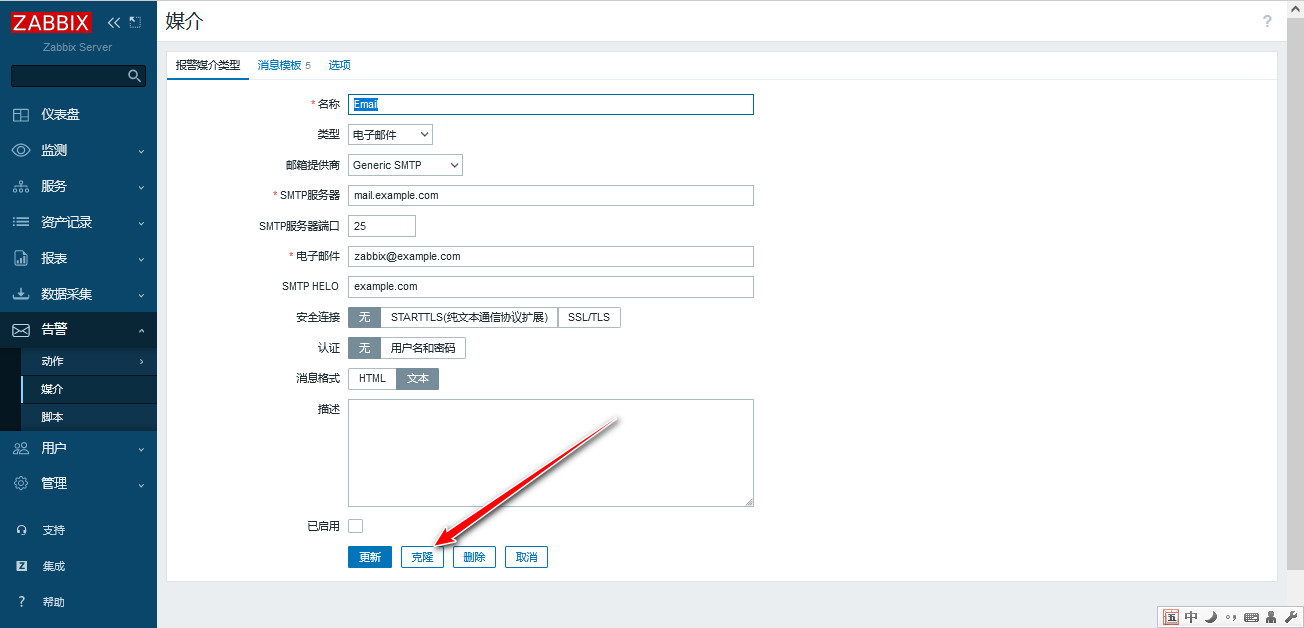 ZABBIX
Zabbix Server
仪表盘
监测
服务
资产记录
报表
数据采集
告警
动作
媒介
脚本
用户
管理
支持
Z 集成
? 帮助
媒介
?
报警媒介类型 消息模板 5 选项
* 名称 Email
类型 电子邮件
邮箱提供商 Generic SMTP
* SMTP服务器 mail.example.com
SMTP服务器端口 25
* 电子邮件 zabbix@example.com
SMTP HELO example.com
安全连接 无 STARTTLS(纯文本通信协议扩展) SSL/TLS
认证 无 用户名和密码
消息格式 HTML 文本
描述
已启用
更新 克隆 删除 取消
五 中